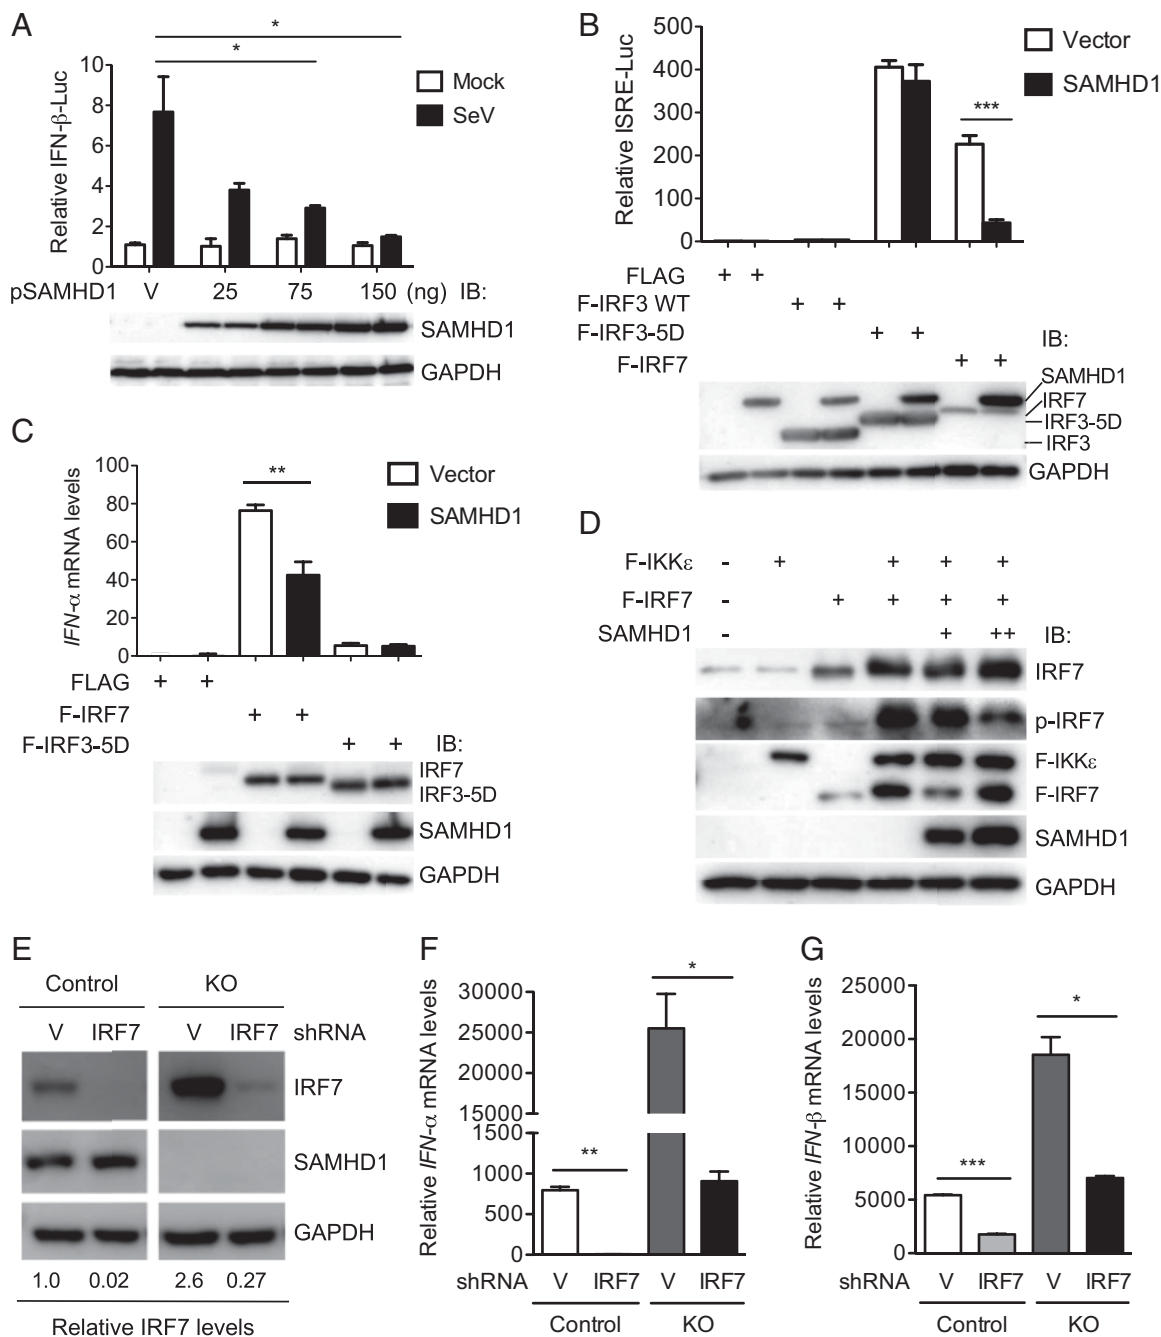 A
*
*
Relative IFN-β-Luc
10
8
6
4
2
0
Mock
SeV
pSAMHD1 V 25 75 150 (ng) IB:
SAMHD1
GAPDH
B
Relative ISRE-Luc
400
300
200
100
0
Vector
SAMHD1
***
FLAG + +
F-IRF3 WT + +
F-IRF3-5D + +
F-IRF7 + +
IB:
SAMHD1
IRF7
IRF3-5D
IRF3
GAPDH
C
IFN-α mRNA levels
100
80
60
40
20
0
**
Vector
SAMHD1
FLAG + +
F-IRF7 + +
F-IRF3-5D + + IB:
IRF7
IRF3-5D
SAMHD1
GAPDH
D
F-IKKε - + + + +
F-IRF7 - + + + +
SAMHD1 - + ++ IB:
IRF7
p-IRF7
F-IKKε
F-IRF7
SAMHD1
GAPDH
E
Control KO
V IRF7 V IRF7 shRNA
IRF7
SAMHD1
GAPDH
1.0 0.02 2.6 0.27
Relative IRF7 levels
F
Relative IFN-α mRNA levels
30000
25000
20000
15000
1500
1000
500
0
**
*
shRNA V IRF7 V IRF7
Control KO
G
Relative IFN-β mRNA levels
25000
20000
15000
10000
5000
0
***
*
shRNA V IRF7 V IRF7
Control KO